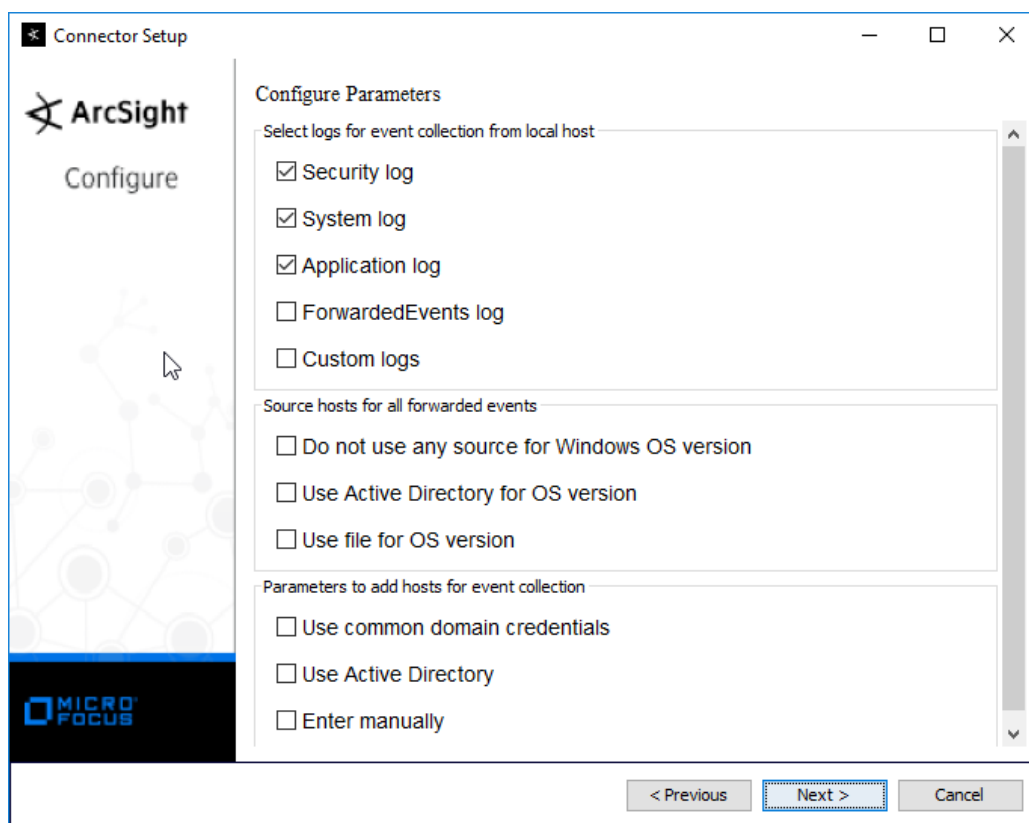 Connector Setup
ArcSight
Configure
Configure Parameters
Select logs for event collection from local host
Security log
System log
Application log
ForwardedEvents log
Custom logs
Source hosts for all forwarded events
Do not use any source for Windows OS version
Use Active Directory for OS version
Use file for OS version
Parameters to add hosts for event collection
Use common domain credentials
Use Active Directory
Enter manually
MICRO
FOCUS
< Previous
Next >
Cancel